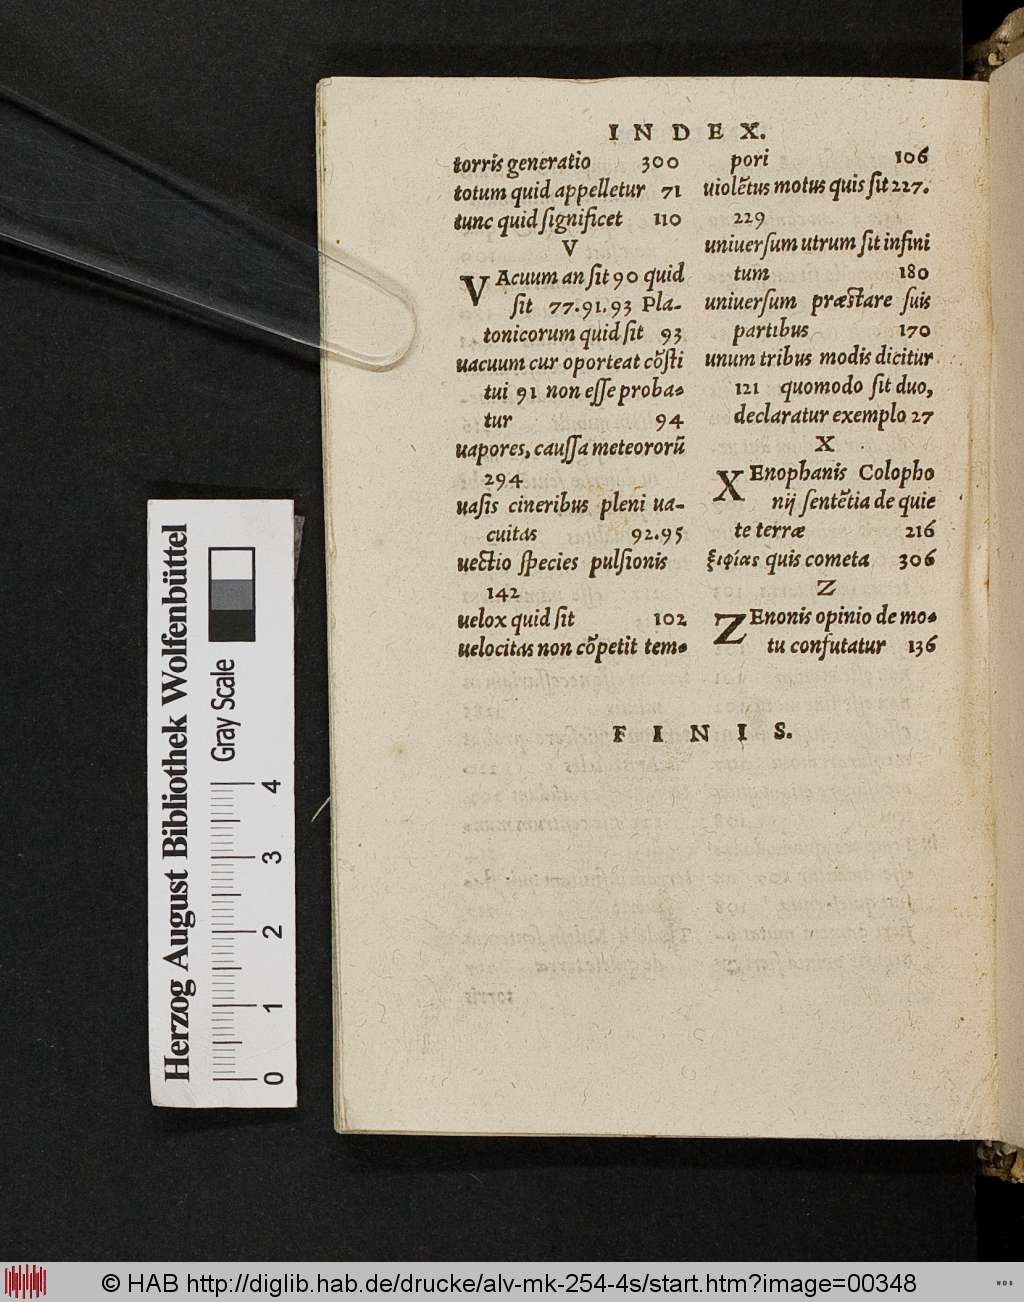 INDEX.
torris generatio 300
totum quid appelletur 71
tunc quid ſignificet 110
V
VAcuum an ſit 90 quid
ſit 77.91.93 Pla-
tonicorum quid ſit 93
uacuum cur oporteat cõſti
tui 91 non eſſe proba-
tur 94
uapores, cauſſa meteororũ
294
uaſis cineribus pleni ua-
cuitas 92.95
uectio ſpecies pulſionis
142
uelox quid ſit 102
uelocitas non cõpetit tem-
pori 106
uiolẽtus motus quis ſit 227.
229
uniuerſum utrum ſit infini
tum 180
uniuerſum præſtare ſuis
partibus 170
unum tribus modis dicitur
121 quomodo ſit duo,
declaratur exemplo 27
X
XEnophanis Colopho
nij ſentẽtia de quie
te terræ 216
ξιφίας quis cometa 306
Z
ZEnonis opinio de mo-
tu confutatur 136
FINIS.
Herzog August Bibliothek Wolfenbüttel
Gray Scale
0 1 2 3 4
© HAB http://diglib.hab.de/drucke/alv-mk-254-4s/start.htm?image=00348
WDB